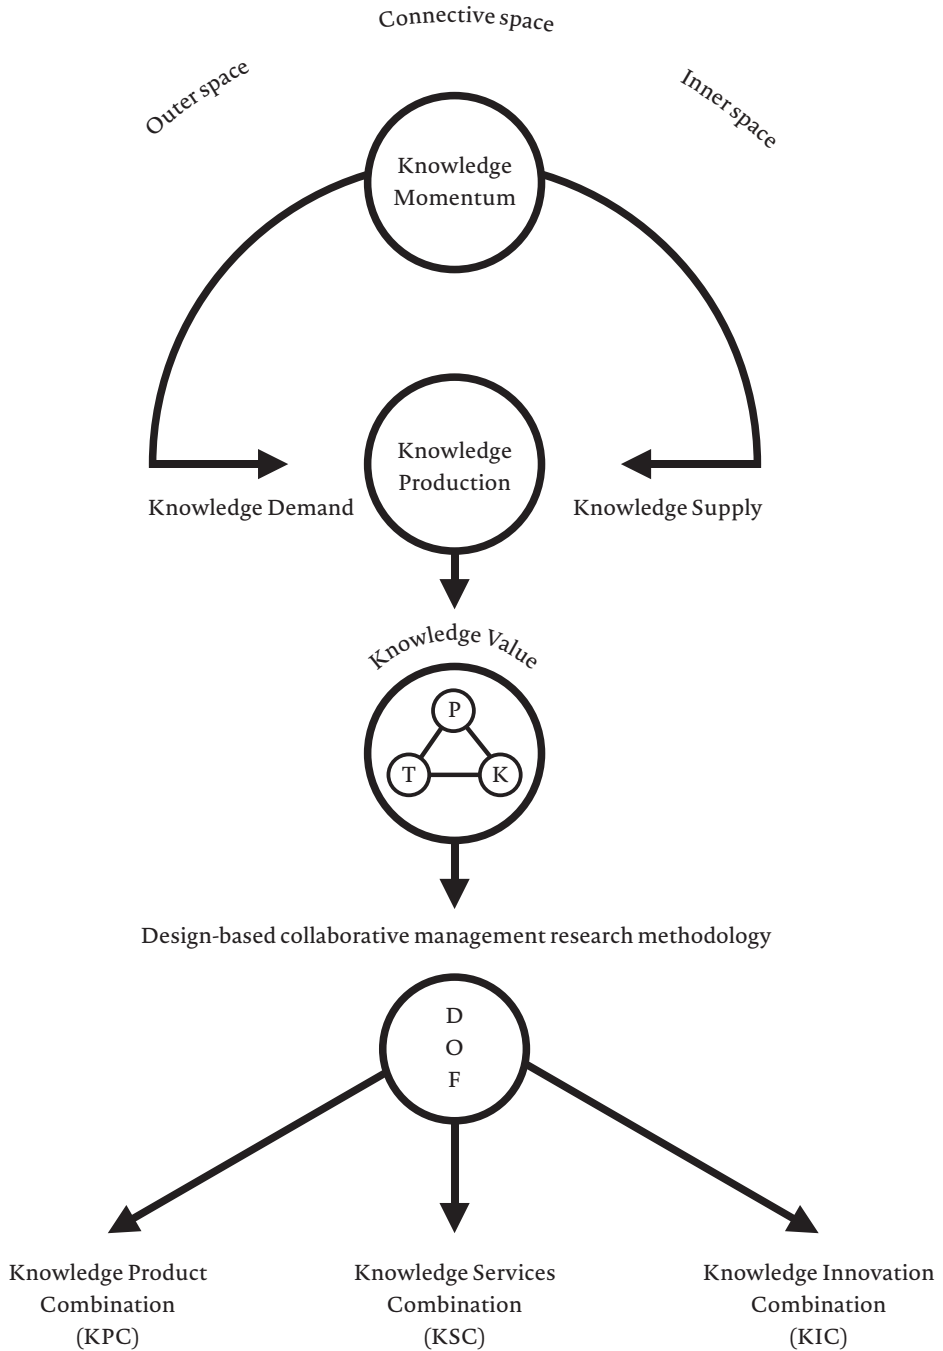 Connective space
Outer space
Inner space
Knowledge
Momentum
Knowledge
Production
Knowledge Demand
Knowledge Supply
Knowledge Value
P
T
K
Design-based collaborative management research methodology
D
O
F
Knowledge Product
Combination
(KPC)
Knowledge Services
Combination
(KSC)
Knowledge Innovation
Combination
(KIC)